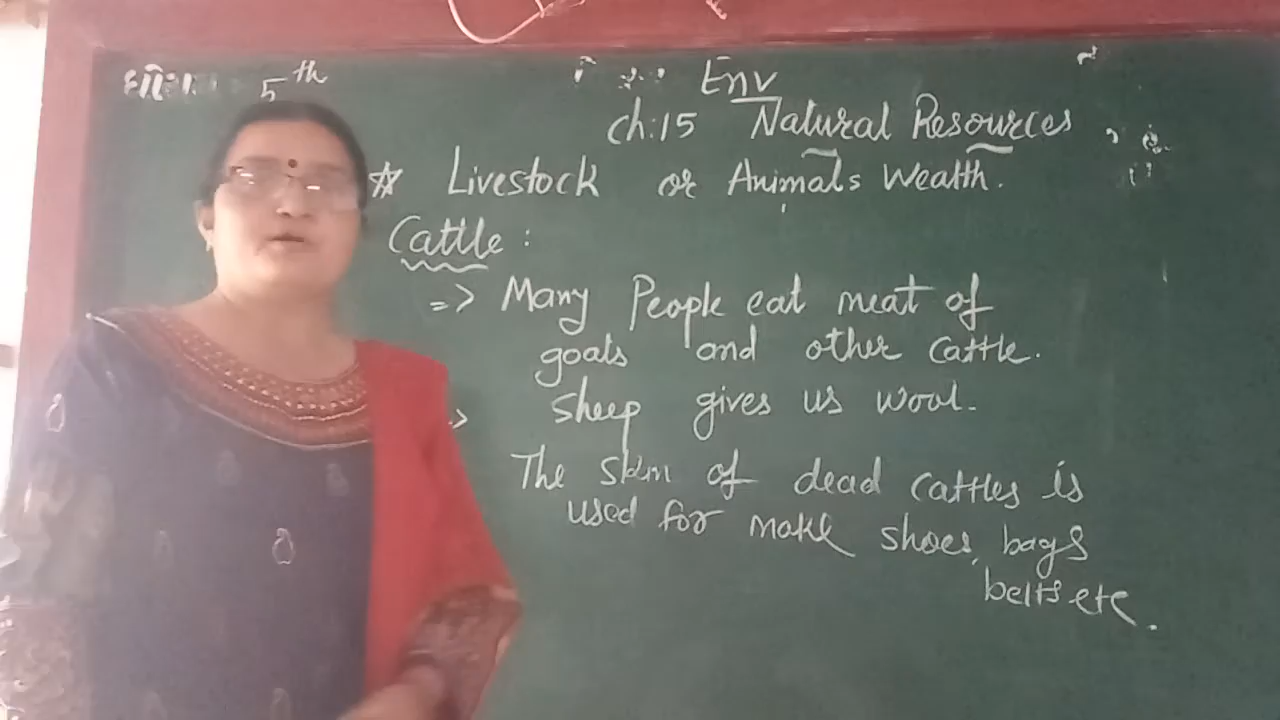 5th
Env
ch:15 Natural Resources
Livestock or Animals Wealth.
Cattle :
=> Many People eat meat of
goats and other cattle.
> Sheep gives us wool.
The skin of dead cattles is
used for make shoes, bags
belts etc.